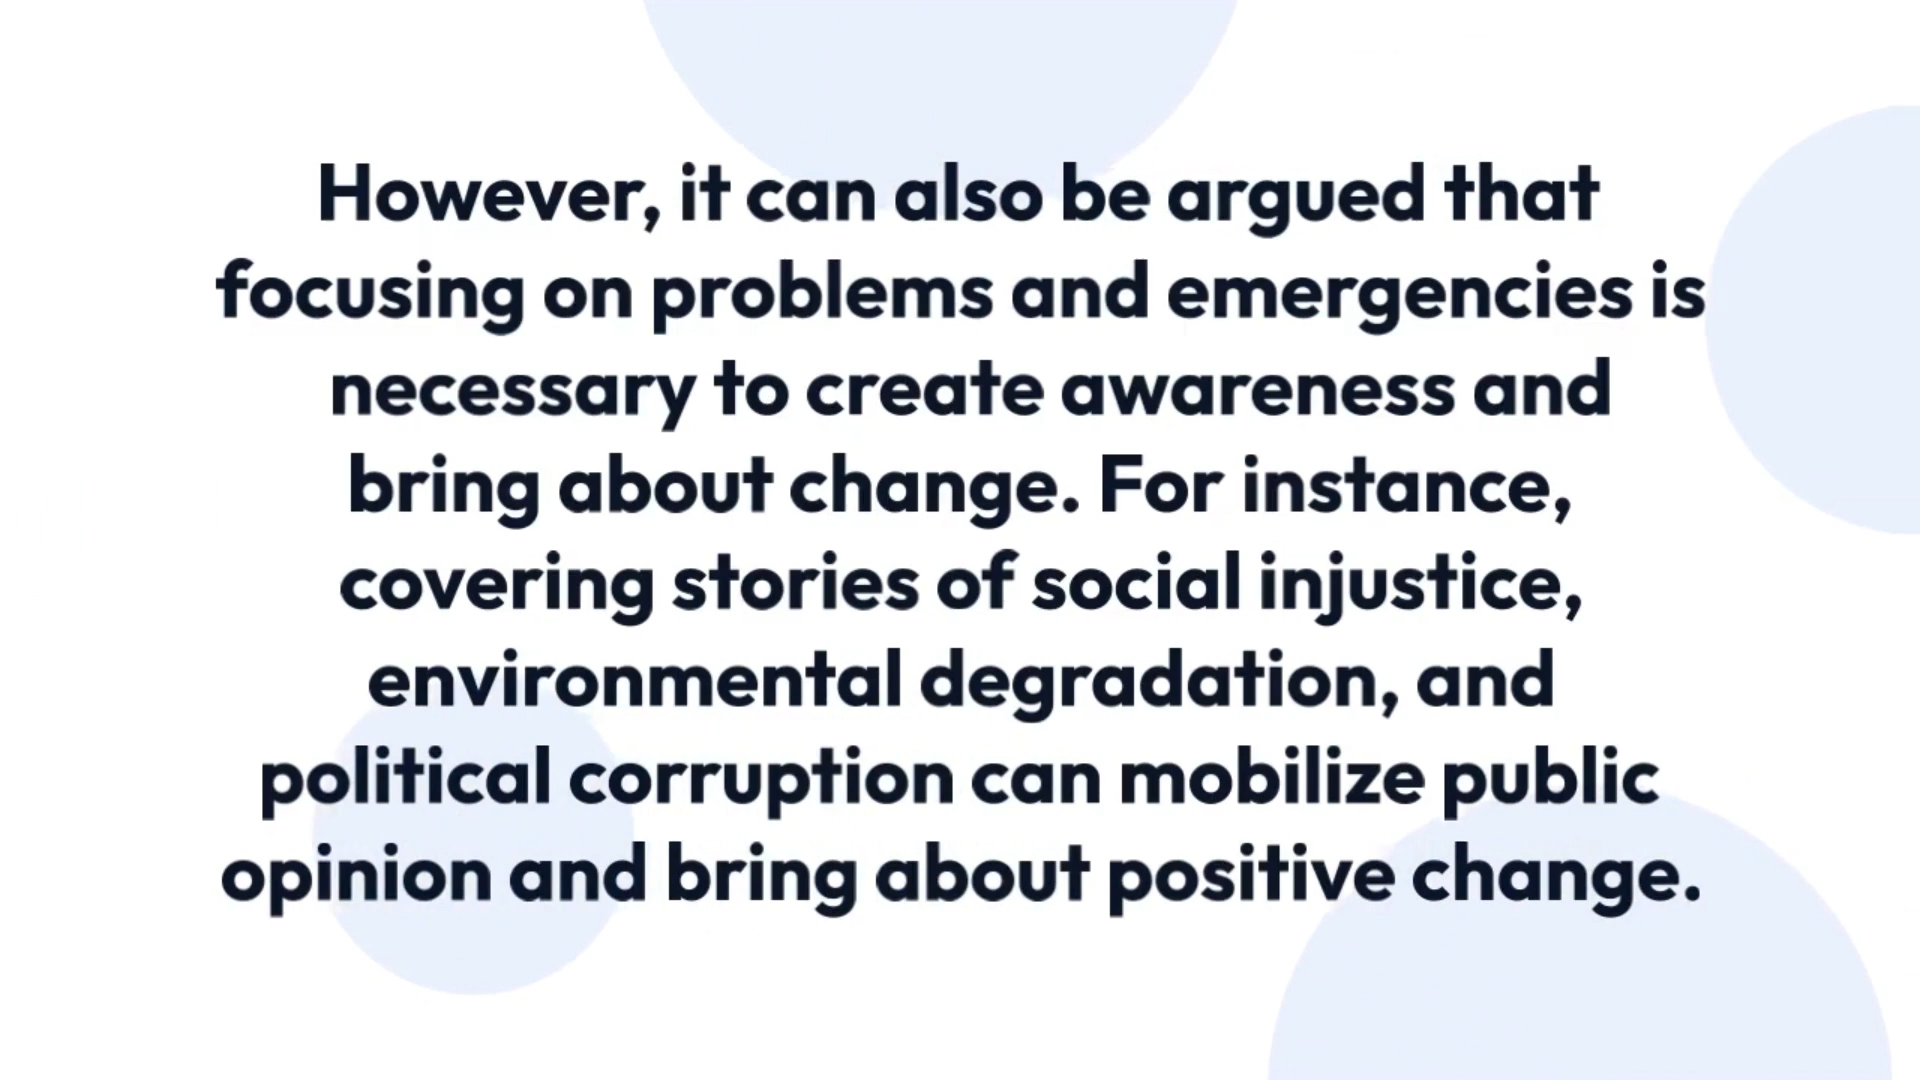 However, it can also be argued that
focusing on problems and emergencies is
necessary to create awareness and
bring about change. For instance,
covering stories of social injustice,
environmental degradation, and
political corruption can mobilize public
opinion and bring about positive change.